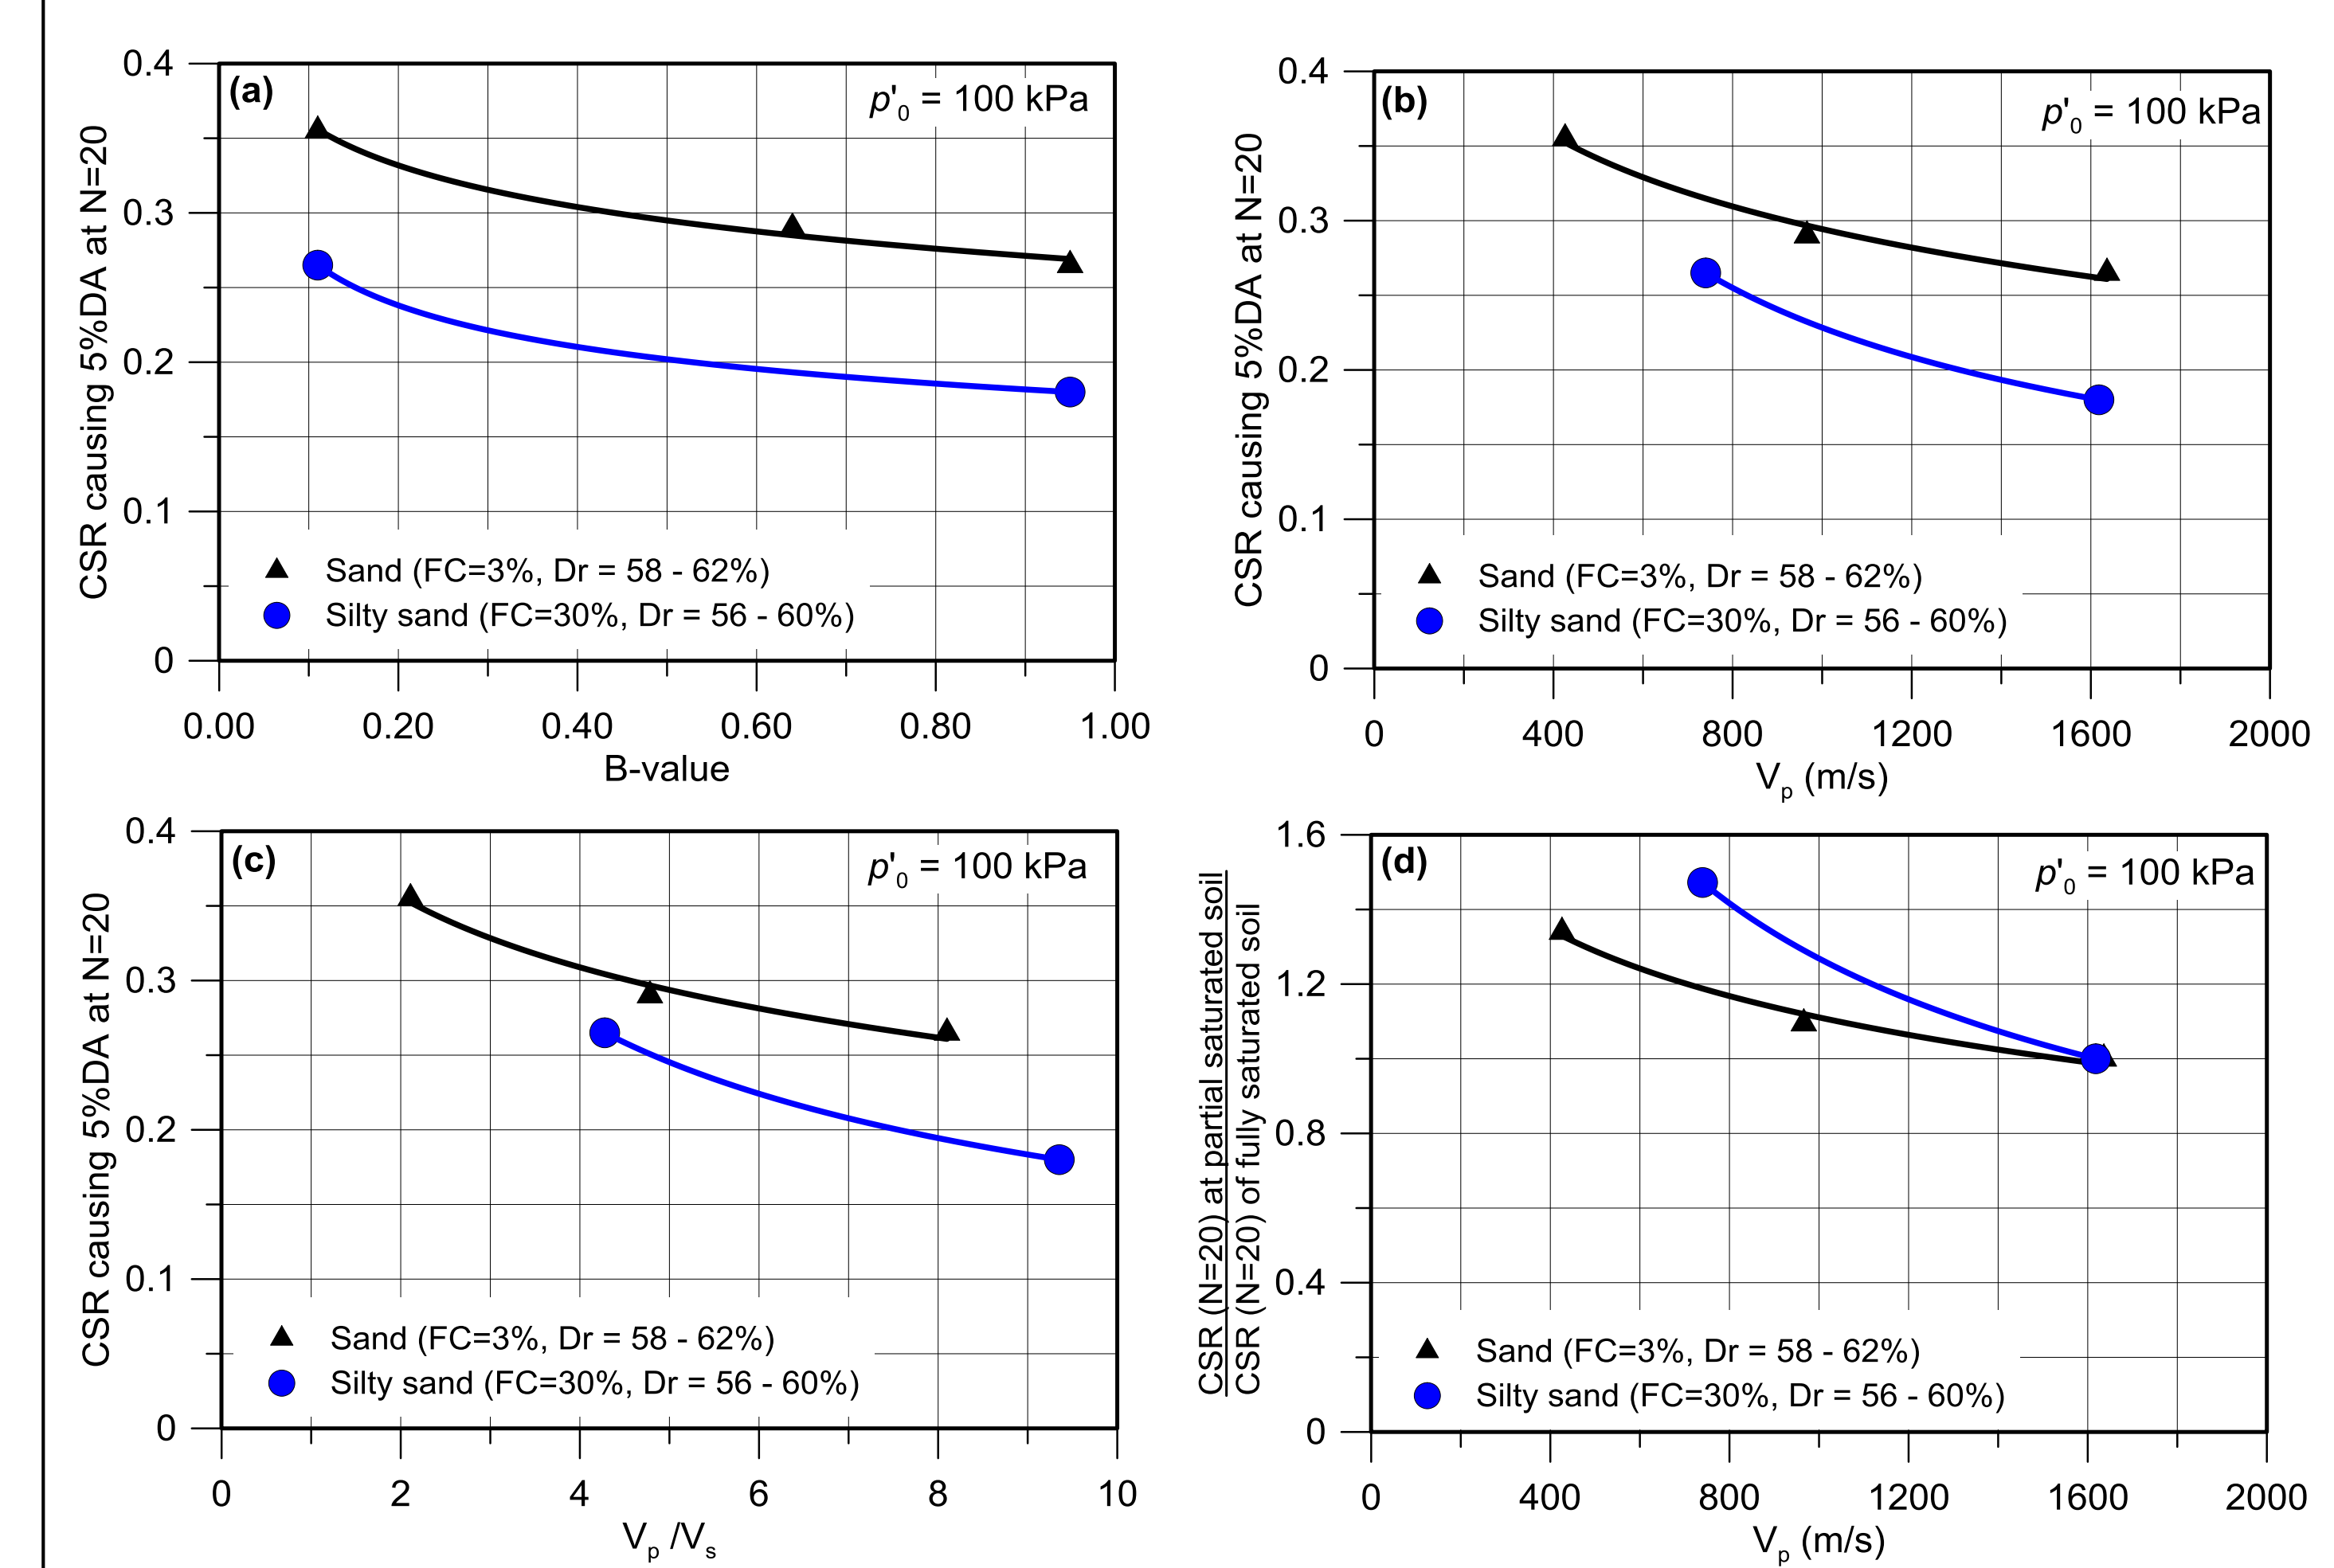 (a)
p'0 = 100 kPa
CSR causing 5%DA at N=20
0.4
0.3
0.2
0.1
0
Sand (FC=3%, Dr = 58 - 62%)
Silty sand (FC=30%, Dr = 56 - 60%)
0.00 0.20 0.40 0.60 0.80 1.00
B-value
(b)
p'0 = 100 kPa
CSR causing 5%DA at N=20
0.4
0.3
0.2
0.1
0
Sand (FC=3%, Dr = 58 - 62%)
Silty sand (FC=30%, Dr = 56 - 60%)
0 400 800 1200 1600 2000
Vp (m/s)
(c)
p'0 = 100 kPa
CSR causing 5%DA at N=20
0.4
0.3
0.2
0.1
0
Sand (FC=3%, Dr = 58 - 62%)
Silty sand (FC=30%, Dr = 56 - 60%)
0 2 4 6 8 10
Vp /Vs
(d)
p'0 = 100 kPa
CSR (N=20) at partial saturated soil
CSR (N=20) of fully saturated soil
1.6
1.2
0.8
0.4
0
Sand (FC=3%, Dr = 58 - 62%)
Silty sand (FC=30%, Dr = 56 - 60%)
0 400 800 1200 1600 2000
Vp (m/s)